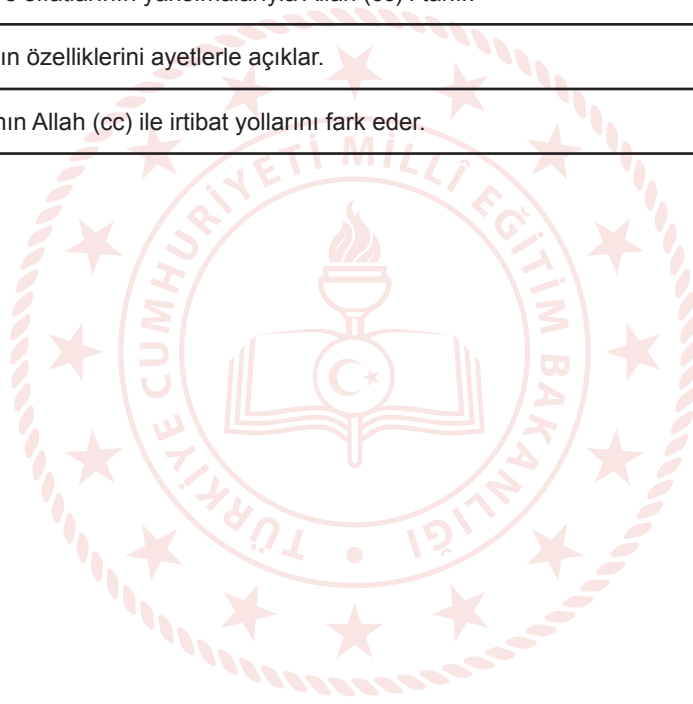 ın özelliklerini ayetlerle açıklar.
nın Allah (cc) ile irtibat yollarını fark eder.
TÜRKİYE CUMHURİYETİ MİLLÎ EĞİTİM BAKANLIĞI